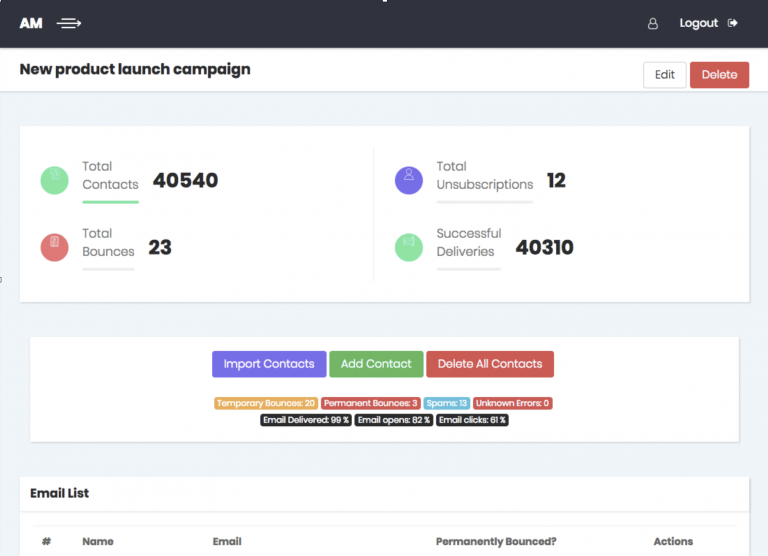 AM
Logout
New product launch campaign
Edit Delete
Total
Contacts
40540
Total
Unsubscriptions
12
Total
Bounces
23
Successful
Deliveries
40310
Import Contacts Add Contact Delete All Contacts
Temporary Bounces: 20 Permanent Bounces: 3 Spams: 13 Unknown Errors: 0
Email Delivered: 99 % Email opens: 82 % Email clicks: 61 %
Email List
# Name Email Permanently Bounced? Actions